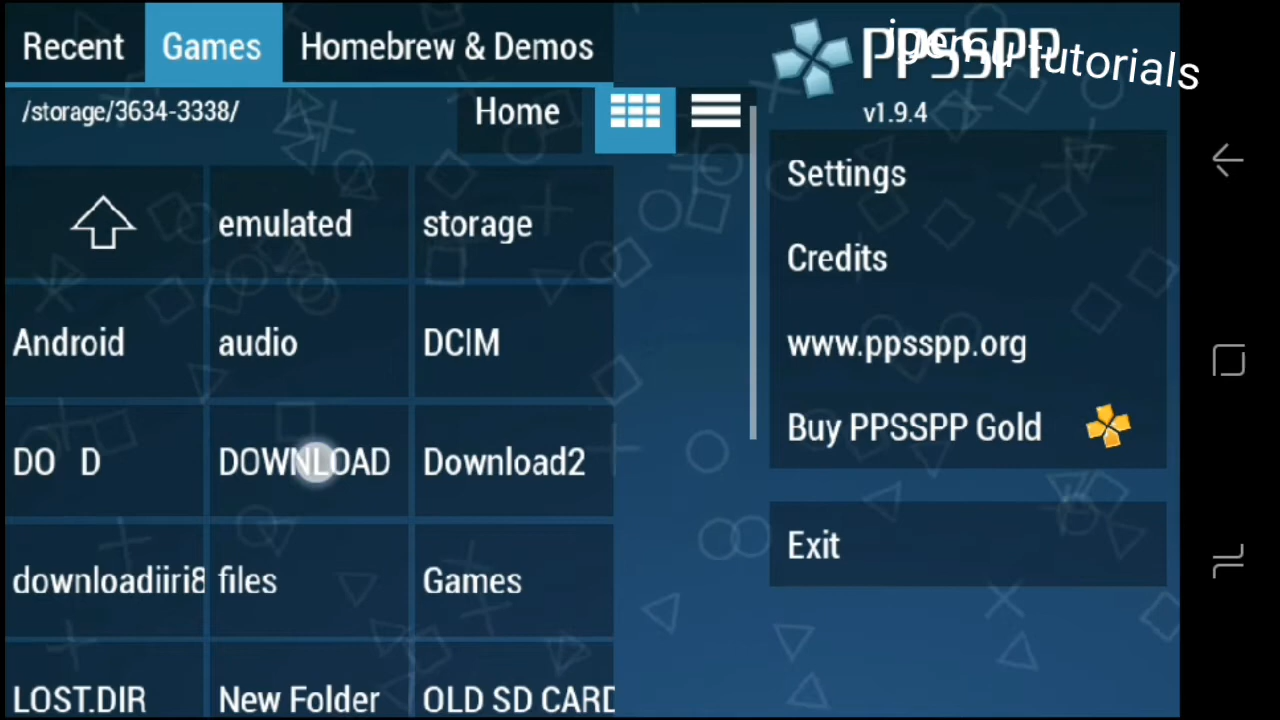 Recent Games Homebrew & Demos
/storage/3634-3338/ Home
emulated storage
Android audio DCIM
DO D DOWNLOAD Download2
downloadiiri8 files Games
LOST.DIR New Folder OLD SD CARD
PPSSPP
tutorials
v1.9.4
Settings
Credits
www.ppsspp.org
Buy PPSSPP Gold
Exit